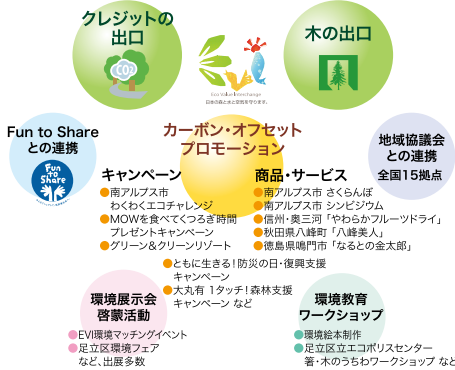 クレジットの
出口
CO2
Eco Value Interchange
日本の森と水と空気を守ります。
木の出口
Fun to Share
との連携
Fun
to
Share
カーボン・オフセット
プロモーション
地域協議会
との連携
全国15拠点
キャンペーン
●南アルプス市
わくわくエコチャレンジ
●MOWを食べてくつろぎ時間
プレゼントキャンペーン
●グリーン&クリーンリゾート
商品・サービス
●南アルプス市 さくらんぼ
●南アルプス市 シンビジウム
●信州・奥三河「やわらかフルーツドライ」
●秋田県八峰町「八峰美人」
●徳島県鳴門市「なるとの金太郎」
●ともに生きる!防災の日・復興支援
キャンペーン
●大丸有 1タッチ!森林支援
キャンペーン など
環境展示会
啓蒙活動
●EVI環境マッチングイベント
●足立区環境フェア
など、出展多数
環境教育
ワークショップ
●環境絵本制作
●足立区立エコポリスセンター
箸・木のうちわワークショップ など